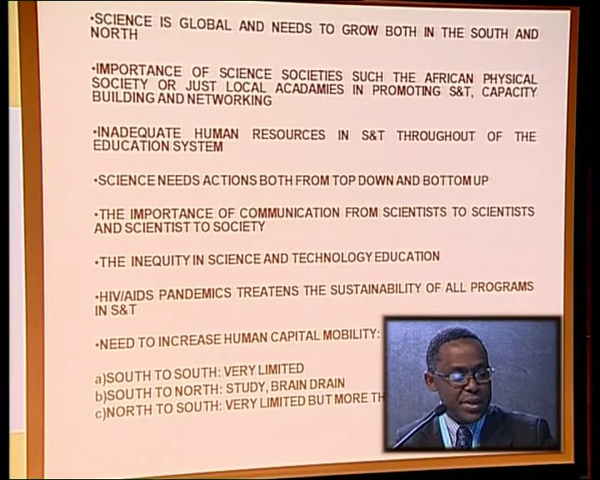 •SCIENCE IS GLOBAL AND NEEDS TO GROW BOTH IN THE SOUTH AND
NORTH
•IMPORTANCE OF SCIENCE SOCIETIES SUCH THE AFRICAN PHYSICAL
SOCIETY OR JUST LOCAL ACADAMIES IN PROMOTING S&T, CAPACITY
BUILDING AND NETWORKING
•INADEQUATE HUMAN RESOURCES IN S&T THROUGHOUT OF THE
EDUCATION SYSTEM
•SCIENCE NEEDS ACTIONS BOTH FROM TOP DOWN AND BOTTOM UP
•THE IMPORTANCE OF COMMUNICATION FROM SCIENTISTS TO SCIENTISTS
AND SCIENTIST TO SOCIETY
•THE INEQUITY IN SCIENCE AND TECHNOLOGY EDUCATION
•HIV/AIDS PANDEMICS TREATENS THE SUSTAINABILITY OF ALL PROGRAMS
IN S&T
•NEED TO INCREASE HUMAN CAPITAL MOBILITY:
a)SOUTH TO SOUTH: VERY LIMITED
b)SOUTH TO NORTH: STUDY, BRAIN DRAIN
c)NORTH TO SOUTH: VERY LIMITED BUT MORE